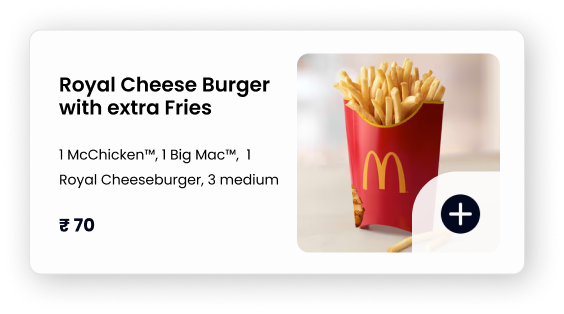 Royal Cheese Burger
with extra Fries
1 McChicken™, 1 Big Mac™, 1
Royal Cheeseburger, 3 medium
₹ 70